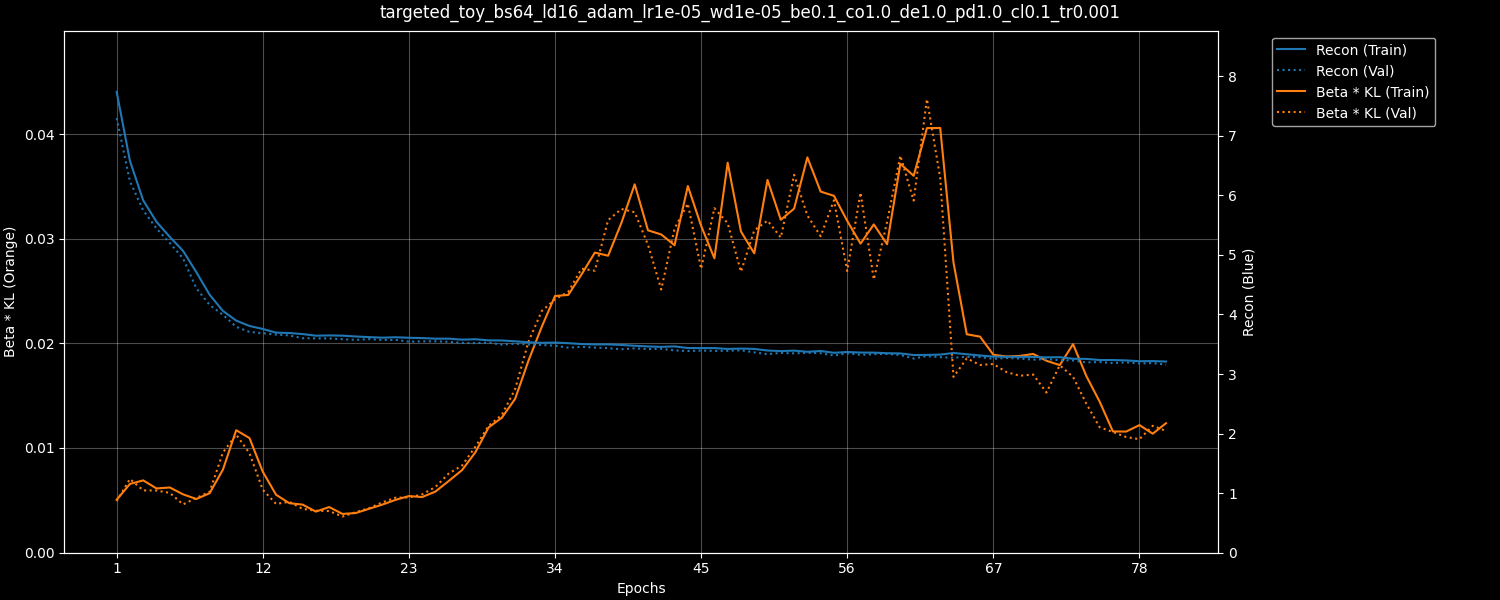 targeted_toy_bs64_ld16_adam_lr1e-05_wd1e-05_be0.1_co1.0_de1.0_pd1.0_cl0.1_tr0.001
Recon (Train)
Recon (Val)
Beta * KL (Train)
Beta * KL (Val)
Beta * KL (Orange)
0.04
0.03
0.02
0.01
0.00
8
7
6
5
4
3
2
1
0
Recon (Blue)
1 12 23 34 45 56 67 78
Epochs